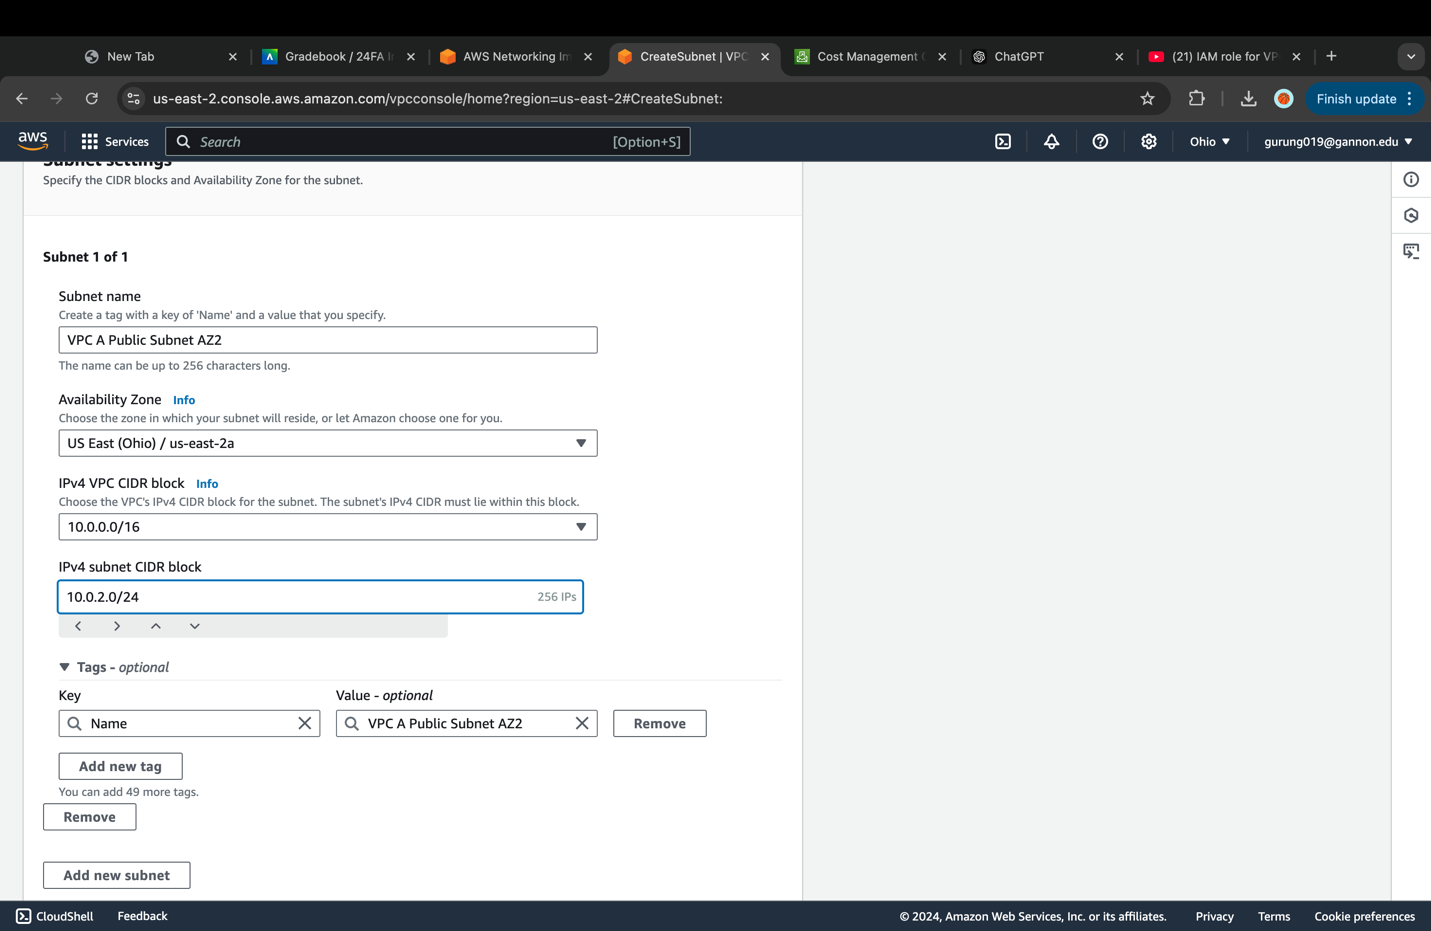 New Tab
Gradebook / 24FA I
AWS Networking Im
CreateSubnet | VPC
Cost Management
ChatGPT
(21) IAM role for VP
us-east-2.console.aws.amazon.com/vpcconsole/home?region=us-east-2#CreateSubnet:
Finish update
aws
Services
Search
[Option+S]
Ohio
gurung019@gannon.edu
Subnet settings
Specify the CIDR blocks and Availability Zone for the subnet.
Subnet 1 of 1
Subnet name
Create a tag with a key of 'Name' and a value that you specify.
VPC A Public Subnet AZ2
The name can be up to 256 characters long.
Availability Zone Info
Choose the zone in which your subnet will reside, or let Amazon choose one for you.
US East (Ohio) / us-east-2a
IPv4 VPC CIDR block Info
Choose the VPC's IPv4 CIDR block for the subnet. The subnet's IPv4 CIDR must lie within this block.
10.0.0.0/16
IPv4 subnet CIDR block
10.0.2.0/24
256 IPs
Tags - optional
Key
Value - optional
Name
VPC A Public Subnet AZ2
Remove
Add new tag
You can add 49 more tags.
Remove
Add new subnet
CloudShell
Feedback
© 2024, Amazon Web Services, Inc. or its affiliates.
Privacy
Terms
Cookie preferences